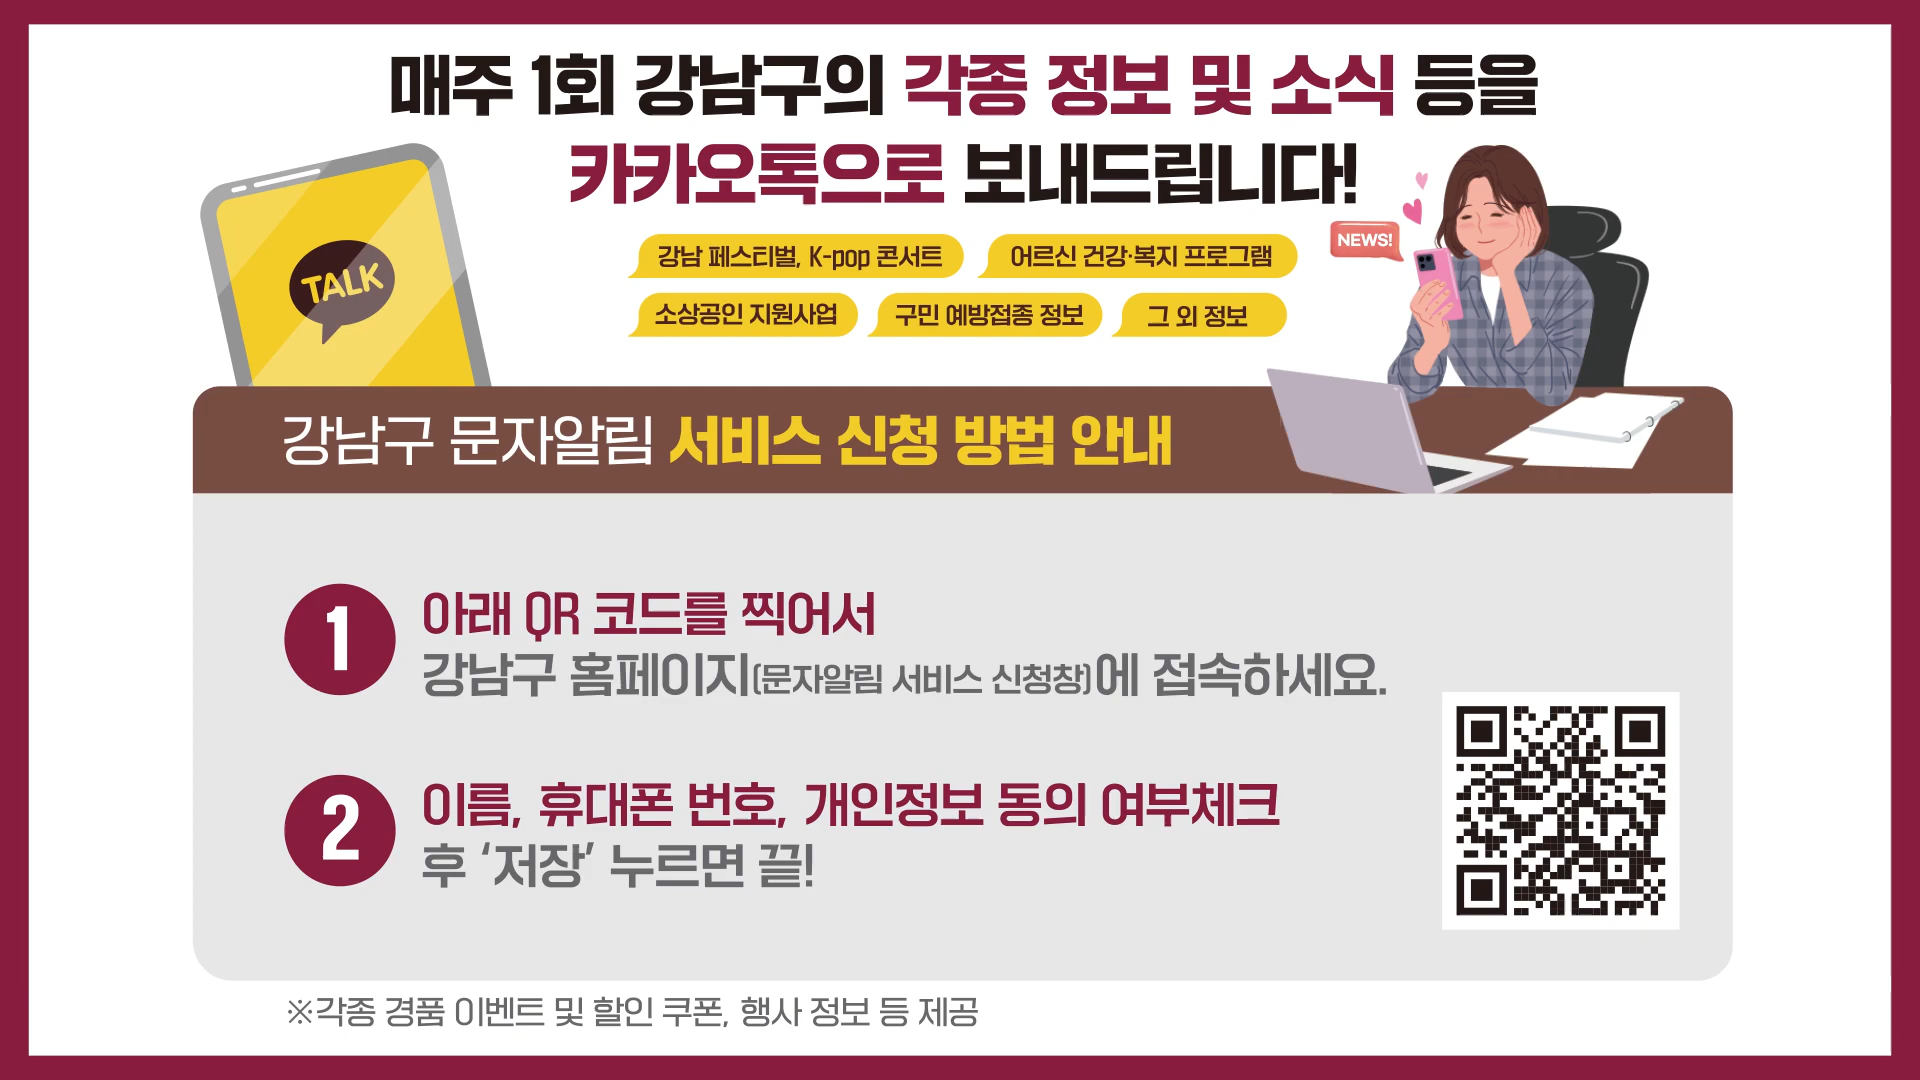 매주 1회 강남구의 각종 정보 및 소식 등을
카카오톡으로 보내드립니다!
TALK
NEWS!
강남 페스티벌, K-pop 콘서트
어르신 건강·복지 프로그램
소상공인 지원사업
구민 예방접종 정보
그 외 정보
강남구 문자알림 서비스 신청 방법 안내
1
아래 QR 코드를 찍어서
강남구 홈페이지(문자알림 서비스 신청창)에 접속하세요.
2
이름, 휴대폰 번호, 개인정보 동의 여부체크
후 ‘저장’ 누르면 끝!
※각종 경품 이벤트 및 할인 쿠폰, 행사 정보 등 제공